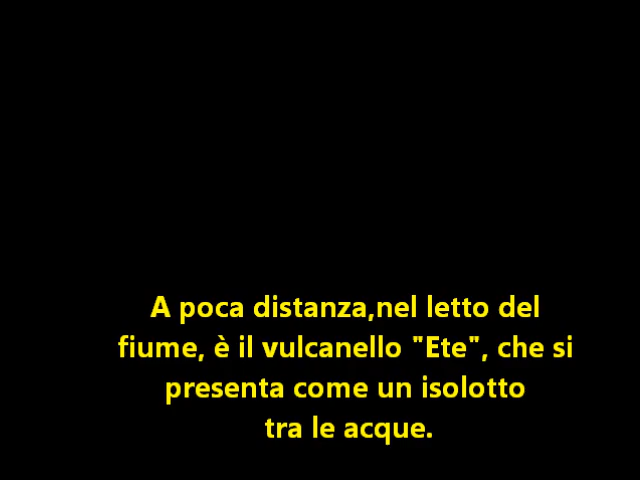 A poca distanza,nel letto del
fiume, è il vulcanello "Ete", che si
presenta come un isolotto
tra le acque.